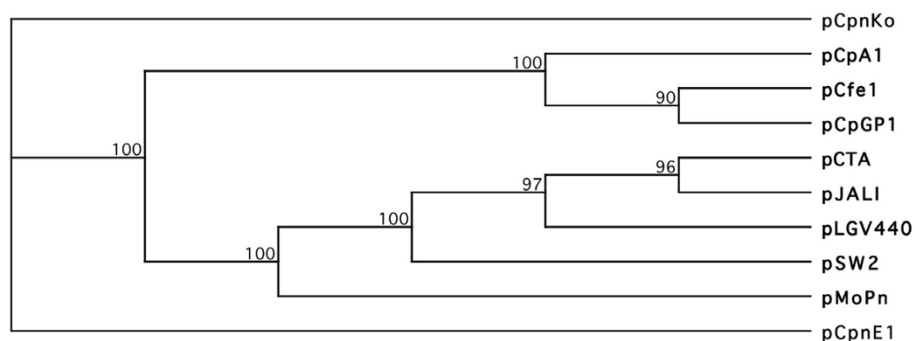 pCpnKo
pCpA1
100
pCfe1
90
pCpGP1
100
pCTA
96
pJALI
97
pLGV440
100
pSW2
100
pMoPn
pCpnE1